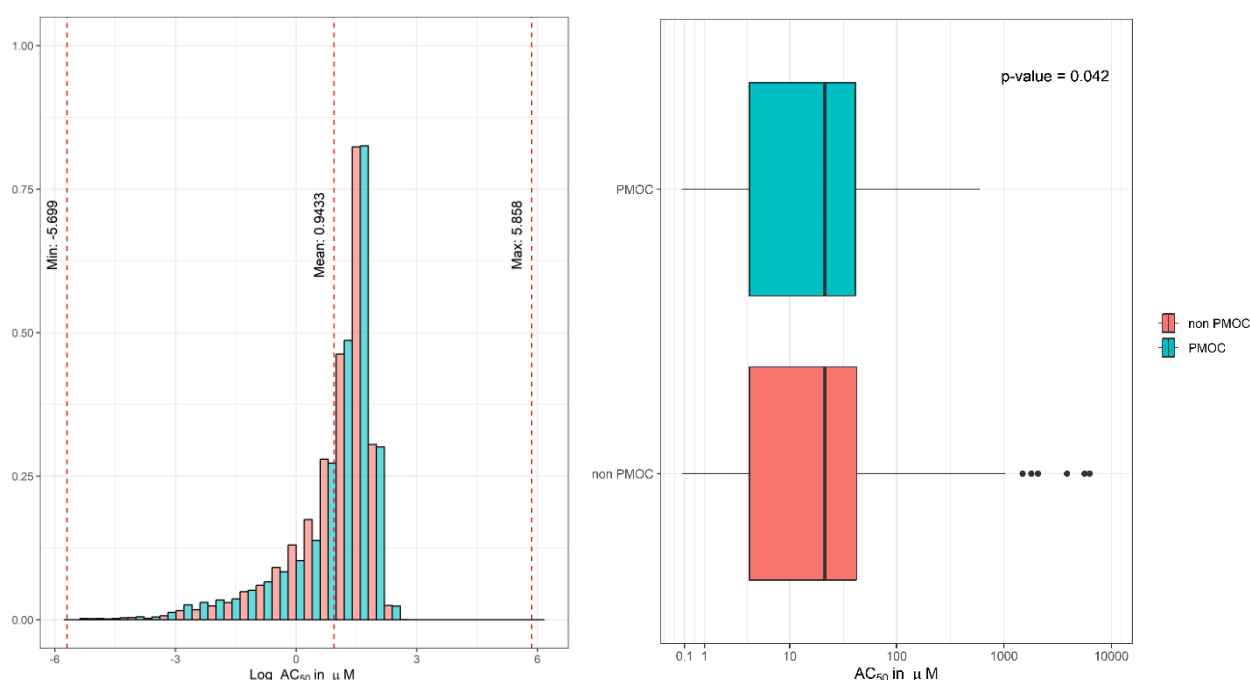 1.00
0.75
0.50
0.25
0.00
Min: -5.699
Mean: 0.9433
Max: 5.858
-6 -3 0 3 6
Log AC50 in μ M
p-value = 0.042
PMOC
non PMOC
0.1 1 10 100 1000 10000
AC50 in μ M
non PMOC
PMOC